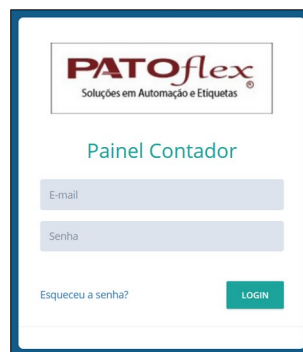 PATOflex
®
Soluções em Automação e Etiquetas
Painel Contador
E-mail
Senha
Esqueceu a senha?
LOGIN